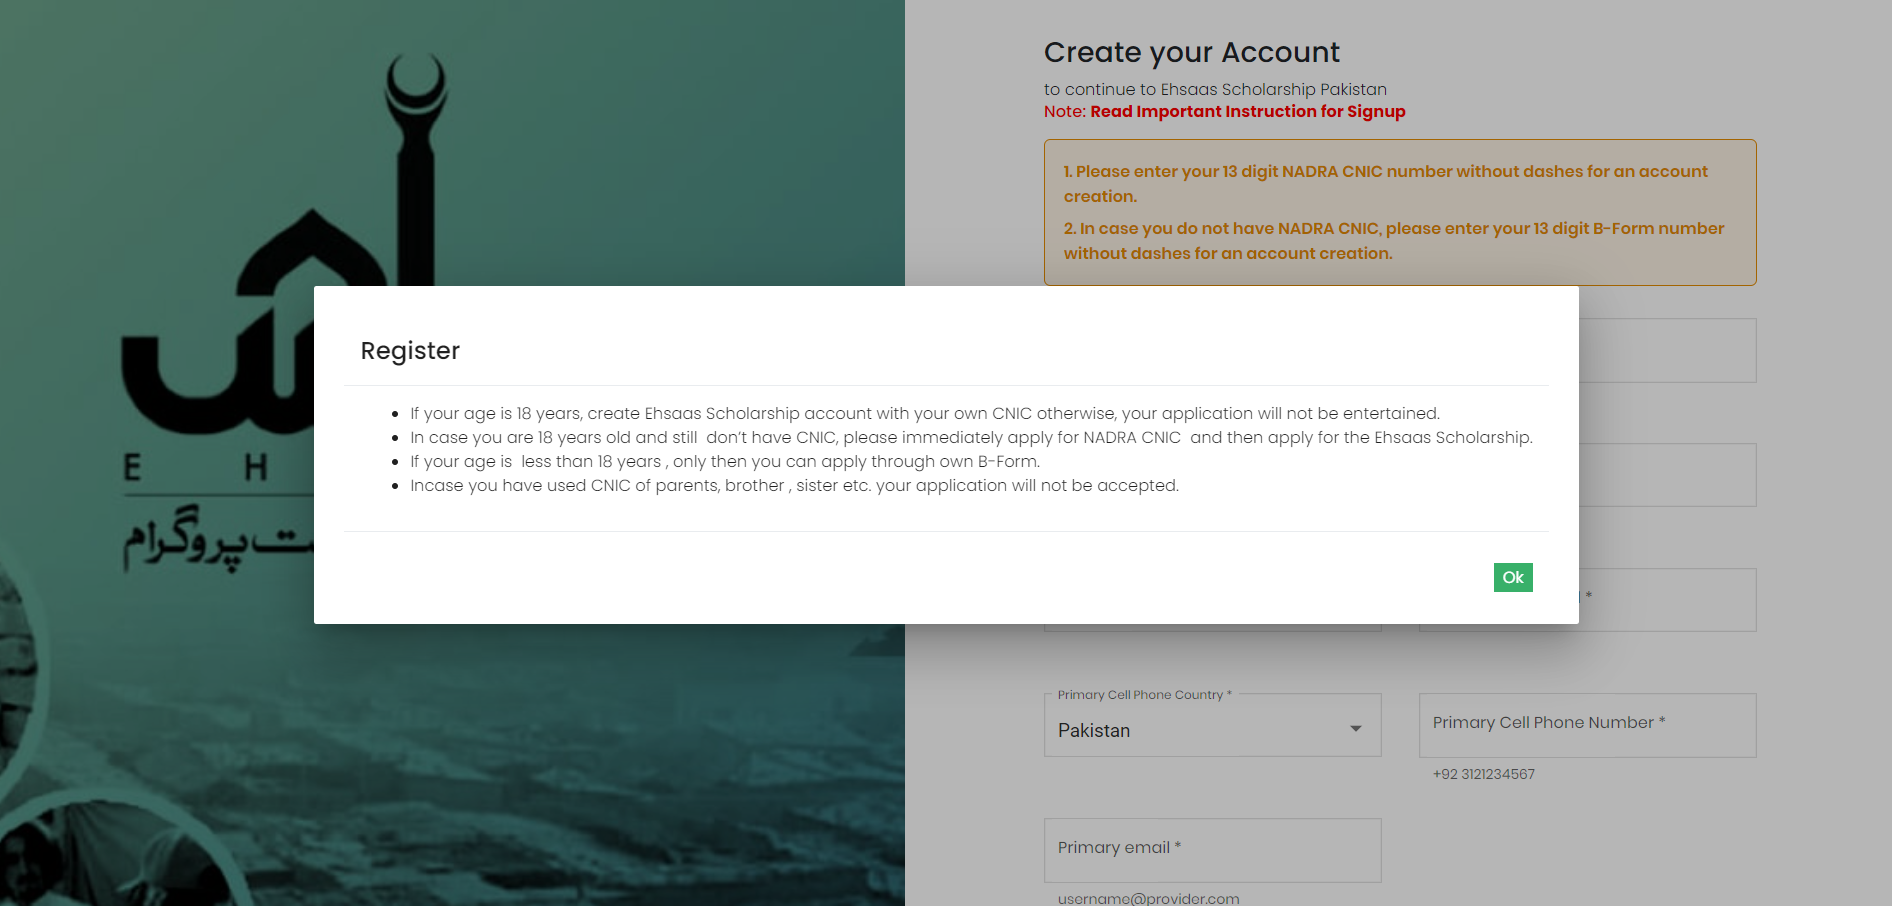 Create your Account
to continue to Ehsaas Scholarship Pakistan
Note: Read Important Instruction for Signup
1. Please enter your 13 digit NADRA CNIC number without dashes for an account
creation.
2. In case you do not have NADRA CNIC, please enter your 13 digit B-Form number
without dashes for an account creation.
Register
If your age is 18 years, create Ehsaas Scholarship account with your own CNIC otherwise, your application will not be entertained.
In case you are 18 years old and still  don’t have CNIC, please immediately apply for NADRA CNIC  and then apply for the Ehsaas Scholarship.
If your age is  less than 18 years , only then you can apply through own B-Form.
Incase you have used CNIC of parents, brother , sister etc. your application will not be accepted.
Ok
E H
پروگرام
*
Primary Cell Phone Country *
Pakistan
Primary Cell Phone Number *
+92 3121234567
Primary email *
username@provider.com